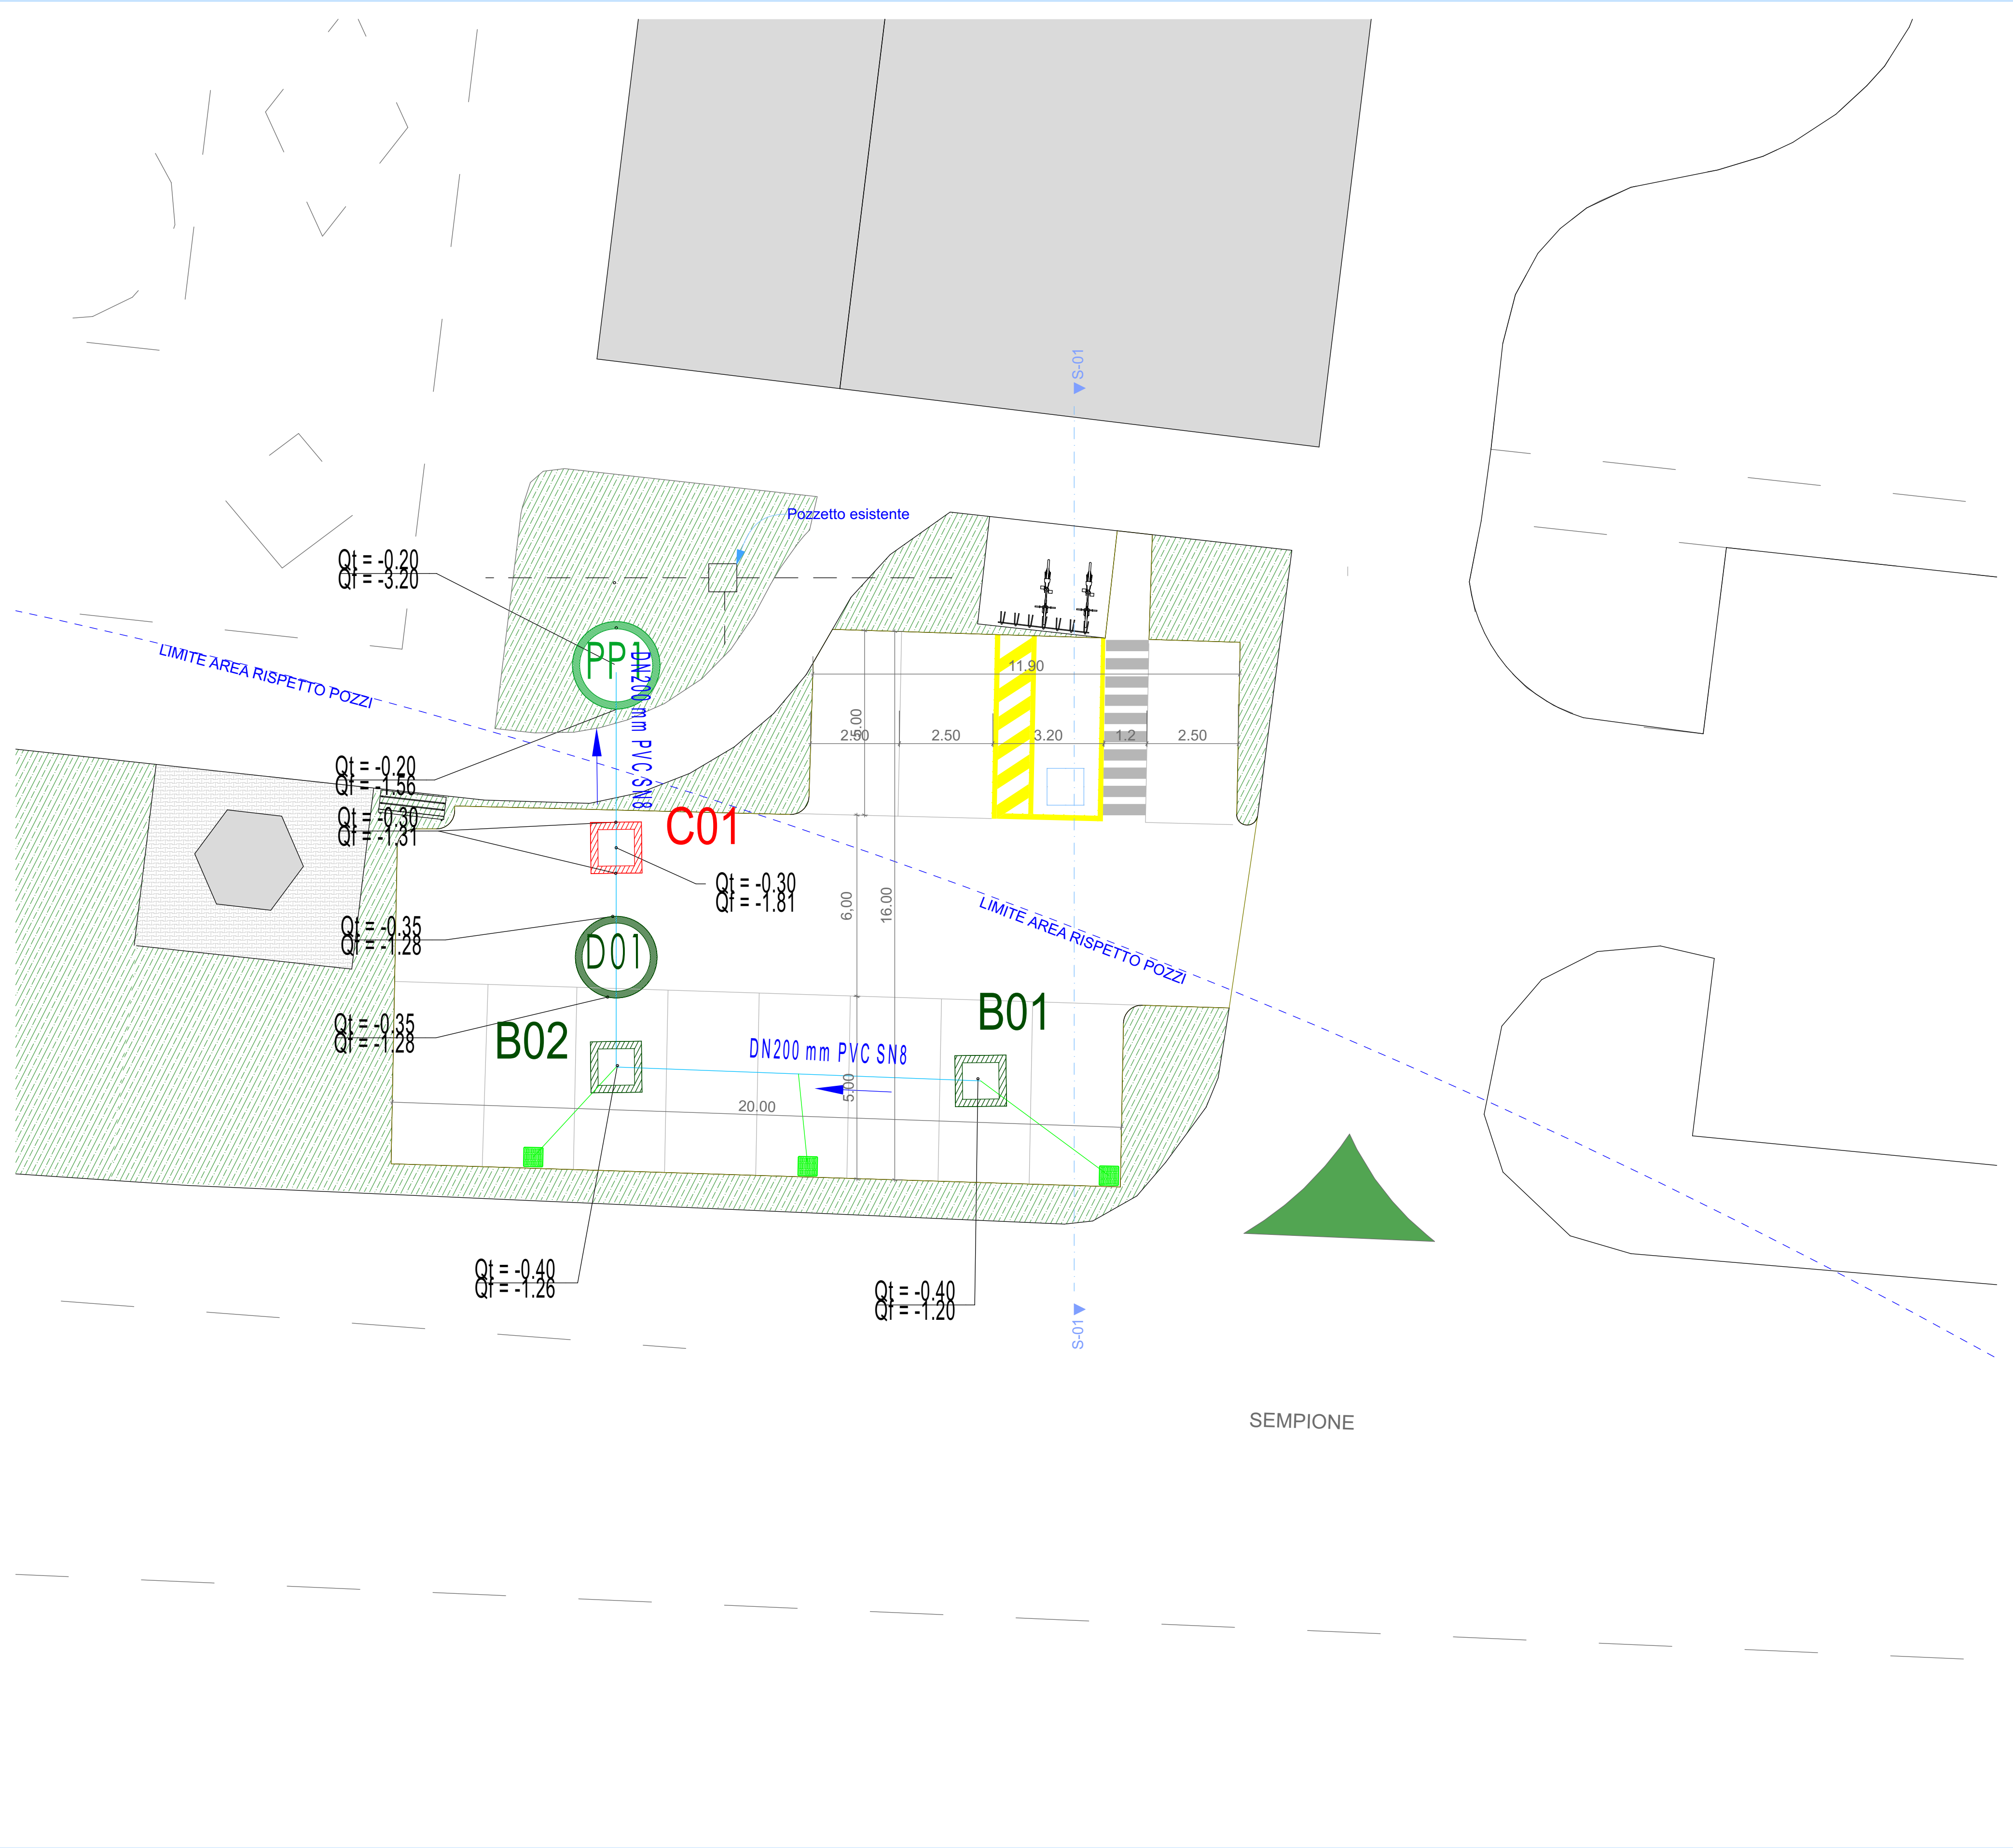 S-01
Pozzetto esistente
Qt = -0.20
Qf = -3.20
LIMITE AREA RISPETTO POZZI
PP1
DN200 mm PVC SN8
11.90
5.00
2.50
2.50
3.20
1.2
2.50
Qt = -0.20
Qf = -1.56
Qt = -0.30
Qf = -1.31
C01
Qt = -0.30
Qf = -1.81
6,00
16.00
LIMITE AREA RISPETTO POZZI
Qt = -0.35
Qf = -1.28
D01
B01
Qt = -0.35
Qf = -1.28
B02
DN200 mm PVC SN8
5.00
20.00
Qt = -0.40
Qf = -1.26
Qt = -0.40
Qf = -1.20
S-01
SEMPIONE